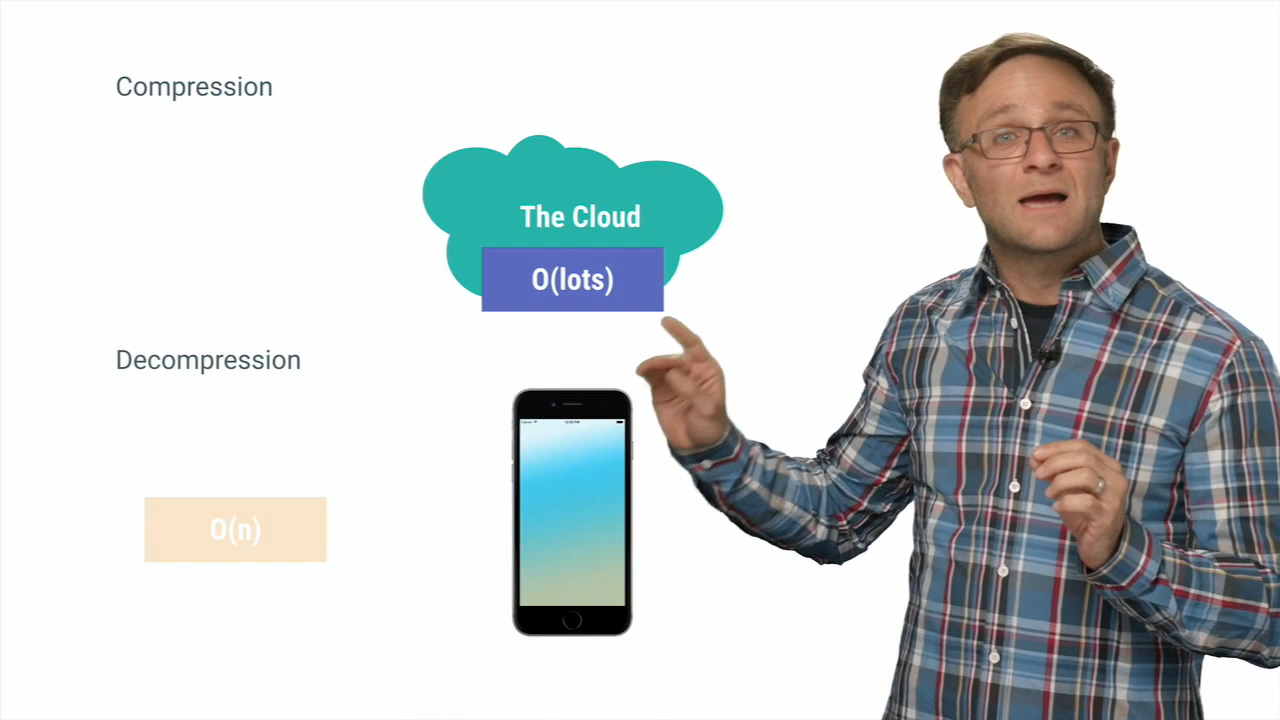 Compression
The Cloud
O(lots)
Decompression
O(n)